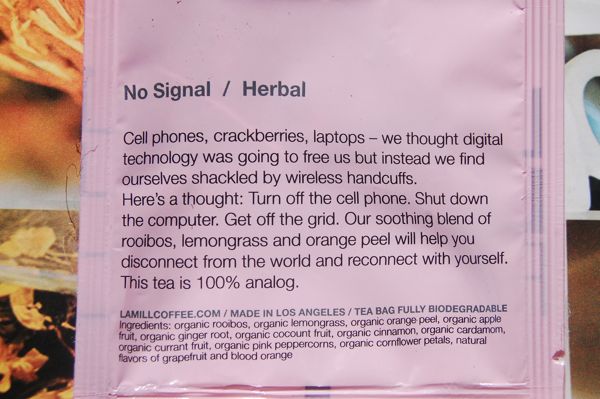 No Signal / Herbal
Cell phones, crackberries, laptops – we thought digital
technology was going to free us but instead we find
ourselves shackled by wireless handcuffs.
Here's a thought: Turn off the cell phone. Shut down
the computer. Get off the grid. Our soothing blend of
rooibos, lemongrass and orange peel will help you
disconnect from the world and reconnect with yourself.
This tea is 100% analog.
LAMILLCOFFEE.COM / MADE IN LOS ANGELES / TEA BAG FULLY BIODEGRADABLE
Ingredients: organic rooibos, organic lemongrass, organic orange peel, organic apple
fruit, organic ginger root, organic cocount fruit, organic cinnamon, organic cardamom,
organic currant fruit, organic pink peppercorns, organic cornflower petals, natural
flavors of grapefruit and blood orange